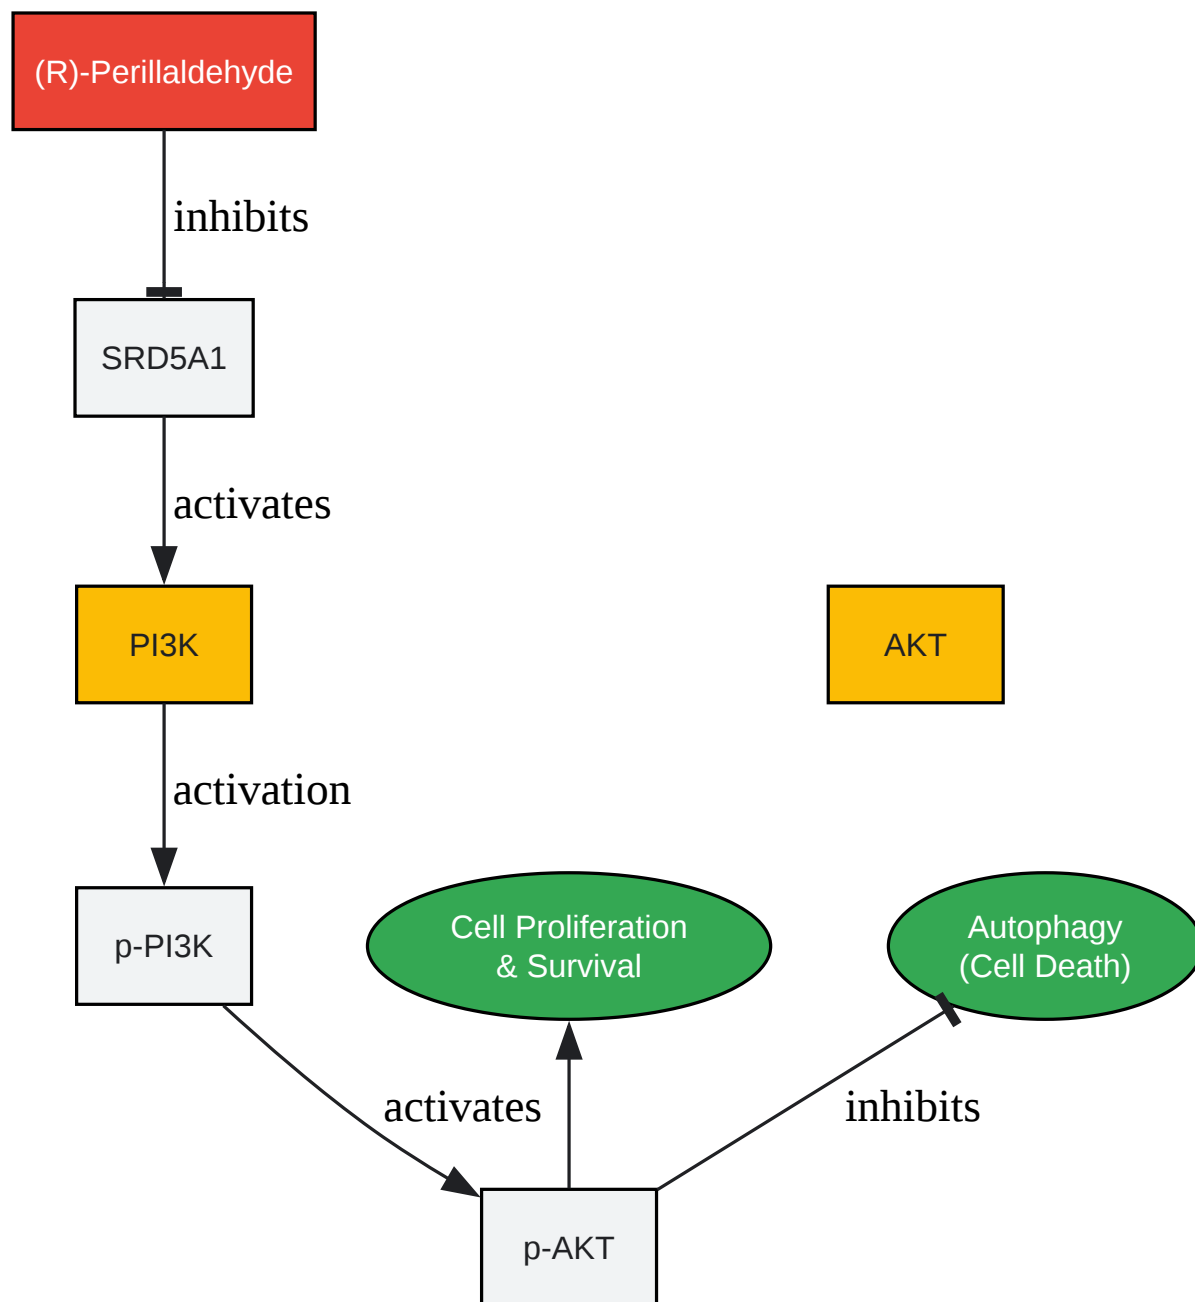 (R)-Perillaldehyde
inhibits
SRD5A1
activates
PI3K
AKT
activation
p-PI3K
Cell Proliferation
& Survival
Autophagy
(Cell Death)
activates
inhibits
p-AKT